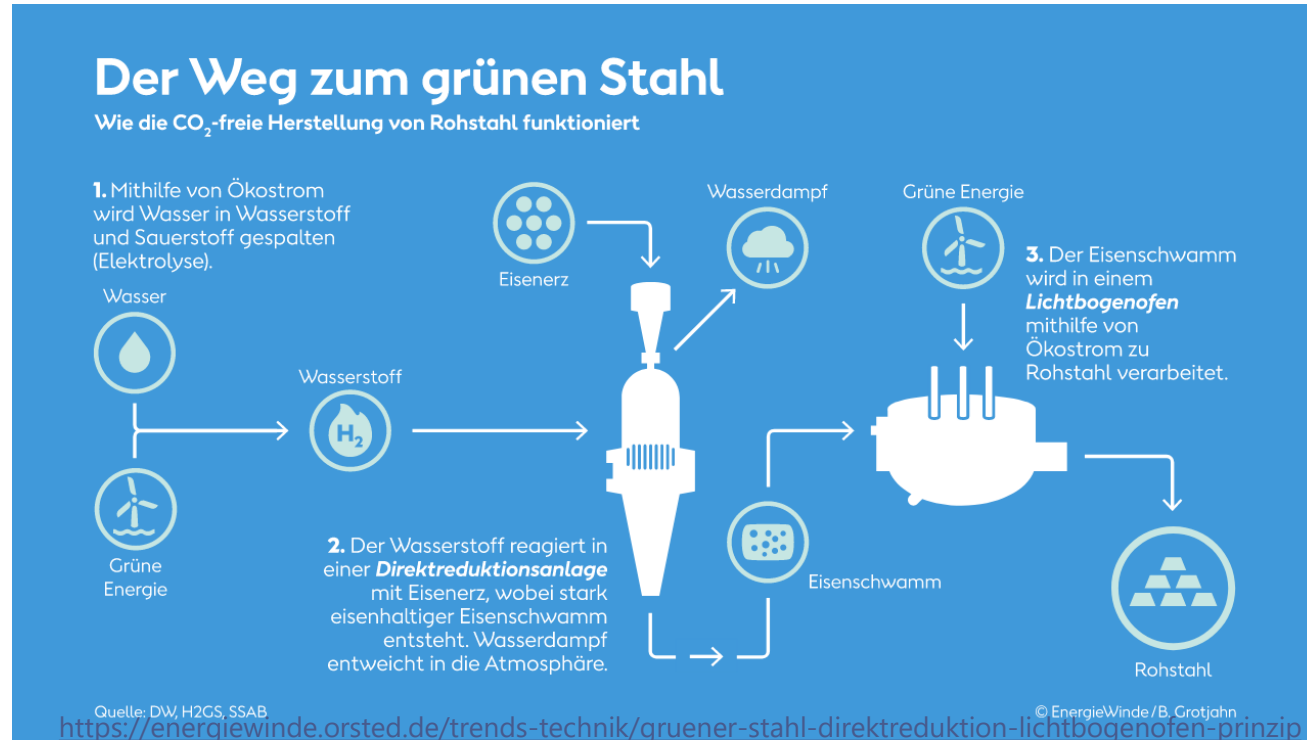 Der Weg zum grünen Stahl
Wie die CO₂-freie Herstellung von Rohstahl funktioniert
1. Mithilfe von Ökostrom
wird Wasser in Wasserstoff
und Sauerstoff gespalten
(Elektrolyse).
Wasser
Grüne
Energie
Wasserstoff
H₂
Eisenerz
Wasserdampf
2. Der Wasserstoff reagiert in
einer Direktreduktionsanlage
mit Eisenerz, wobei stark
eisenhaltiger Eisenschwamm
entsteht. Wasserdampf
entweicht in die Atmosphäre.
Eisenschwamm
Grüne Energie
3. Der Eisenschwamm
wird in einem
Lichtbogenofen
mithilfe von
Ökostrom zu
Rohstahl verarbeitet.
Rohstahl
Quelle: DW, H2GS, SSAB
© EnergieWinde/B. Grotjahn
https://energiewinde.orsted.de/trends-technik/gruener-stahl-direktreduktion-lichtbogenofen-prinzip